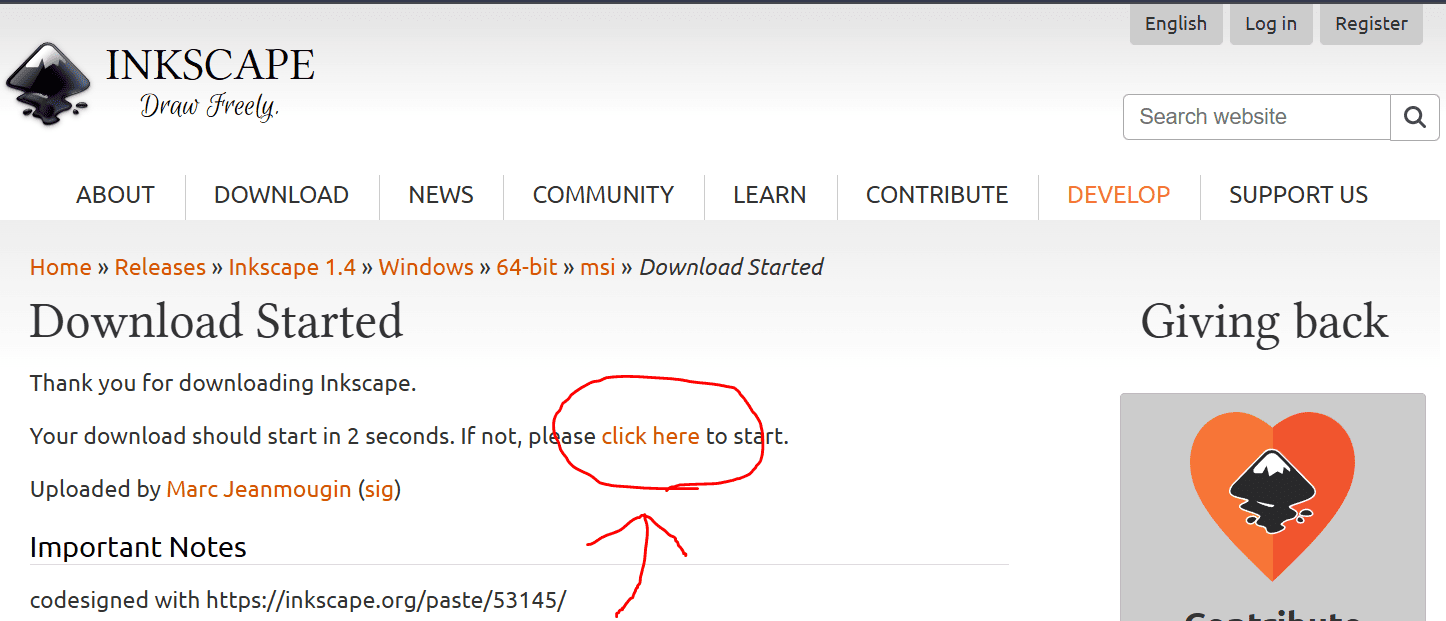 English Log in Register
INKSCAPE
Draw Freely.
Search website
ABOUT DOWNLOAD NEWS COMMUNITY LEARN CONTRIBUTE DEVELOP SUPPORT US
Home » Releases » Inkscape 1.4 » Windows » 64-bit » msi » Download Started
Download Started
Thank you for downloading Inkscape.
Your download should start in 2 seconds. If not, please click here to start.
Uploaded by Marc Jeanmougin (sig)
Important Notes
codesigned with https://inkscape.org/paste/53145/
Giving back
Contribute